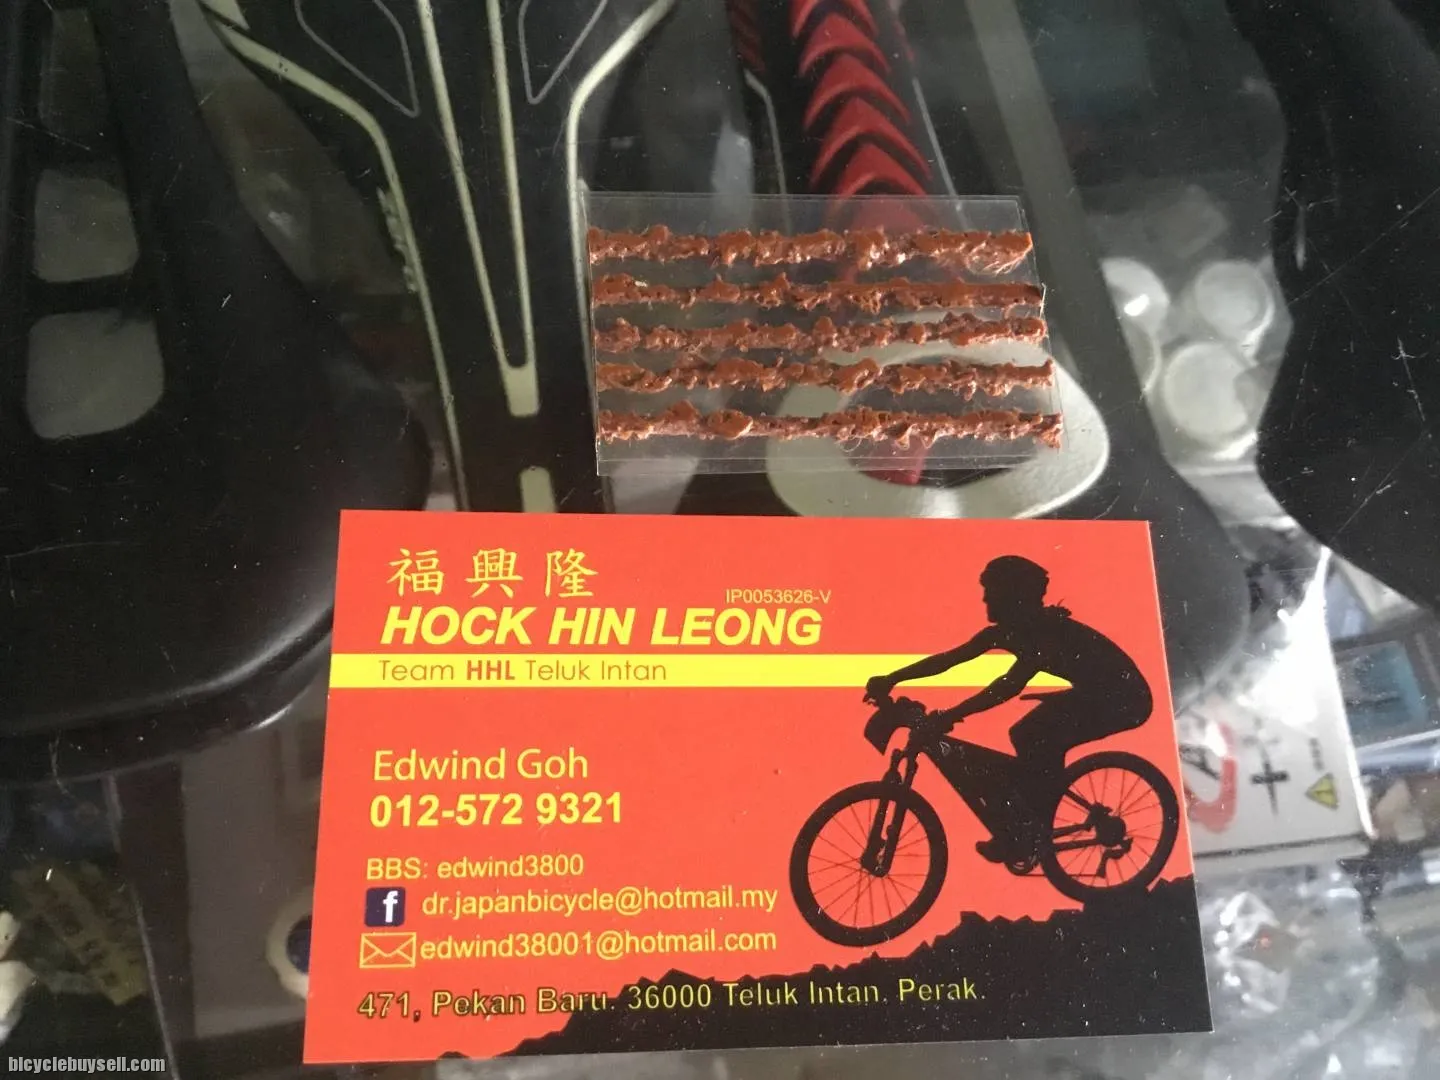 福興隆
IP0053626-V
HOCK HIN LEONG
Team HHL Teluk Intan
Edwind Goh
012-572 9321
BBS: edwind3800
f dr.japanbicycle@hotmail.my
edwind38001@hotmail.com
471, Pekan Baru. 36000 Teluk Intan. Perak.
bicyclebuysell.com